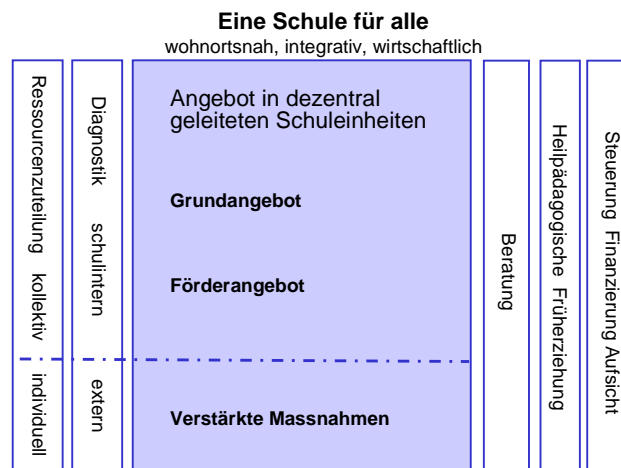 Eine Schule für alle
wohnortsnah, integrativ, wirtschaftlich
Ressourcenzuteilung kollektiv individuell
Diagnostik schulintern extern
Angebot in dezentral
geleiteten Schuleinheiten
Grundangebot
Förderangebot
Verstärkte Massnahmen
Beratung
Heilpädagogische Früherziehung
Steuerung Finanzierung Aufsicht